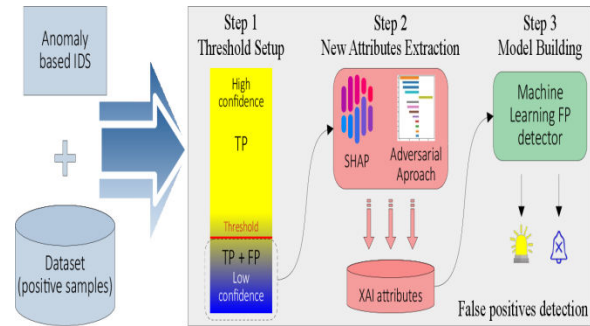 Anomaly
based IDS
Dataset
(positive samples)
Step 1
Threshold Setup
High
confidence
TP
Threshold
TP + FP
Low
confidence
Step 2
New Attributes Extraction
SHAP
Adversarial
Aproach
XAI attributes
Step 3
Model Building
Machine
Learning FP
detector
False positives detection